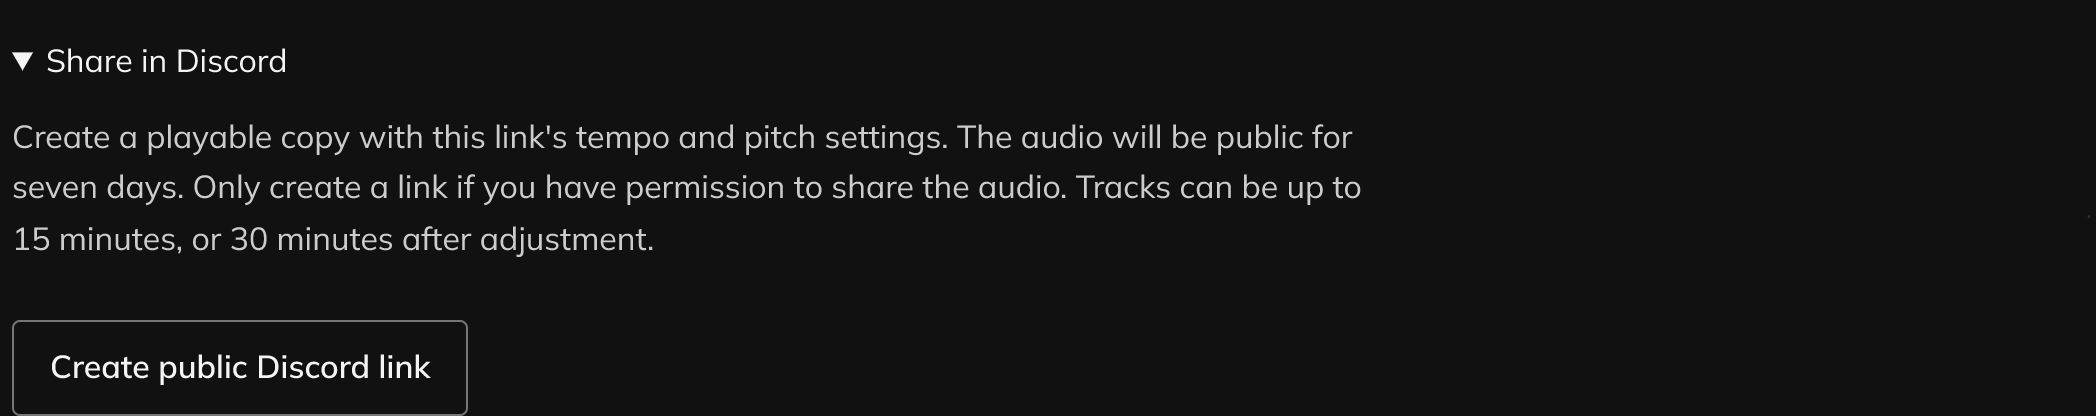 Share in Discord
Create a playable copy with this link's tempo and pitch settings. The audio will be public for
seven days. Only create a link if you have permission to share the audio. Tracks can be up to
15 minutes, or 30 minutes after adjustment.
Create public Discord link